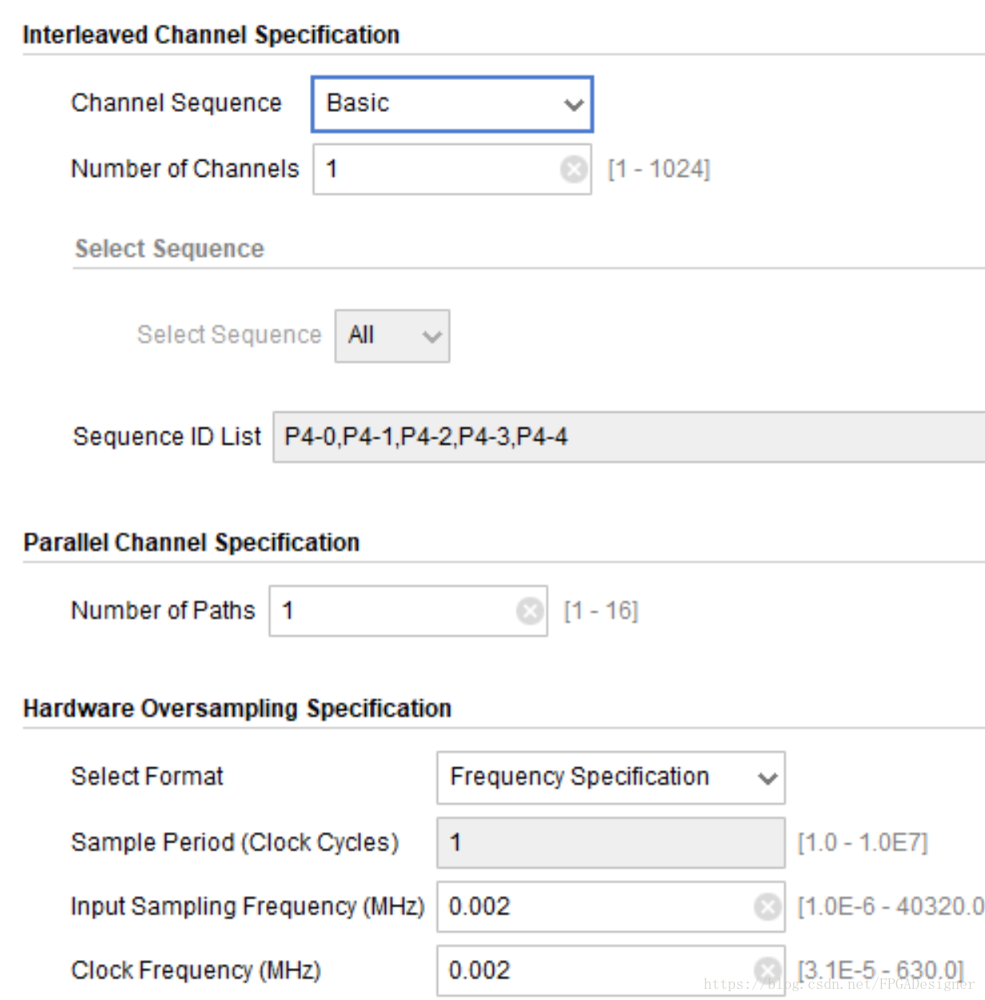 Interleaved Channel Specification
Channel Sequence Basic
Number of Channels 1 [1 - 1024]
Select Sequence
Select Sequence All
Sequence ID List P4-0,P4-1,P4-2,P4-3,P4-4
Parallel Channel Specification
Number of Paths 1 [1 - 16]
Hardware Oversampling Specification
Select Format Frequency Specification
Sample Period (Clock Cycles) 1 [1.0 - 1.0E7]
Input Sampling Frequency (MHz) 0.002 [1.0E-6 - 40320.0
Clock Frequency (MHz) 0.002 [3.1E-5 - 630.0]
https://blog.csdn.net/FPGADesigner